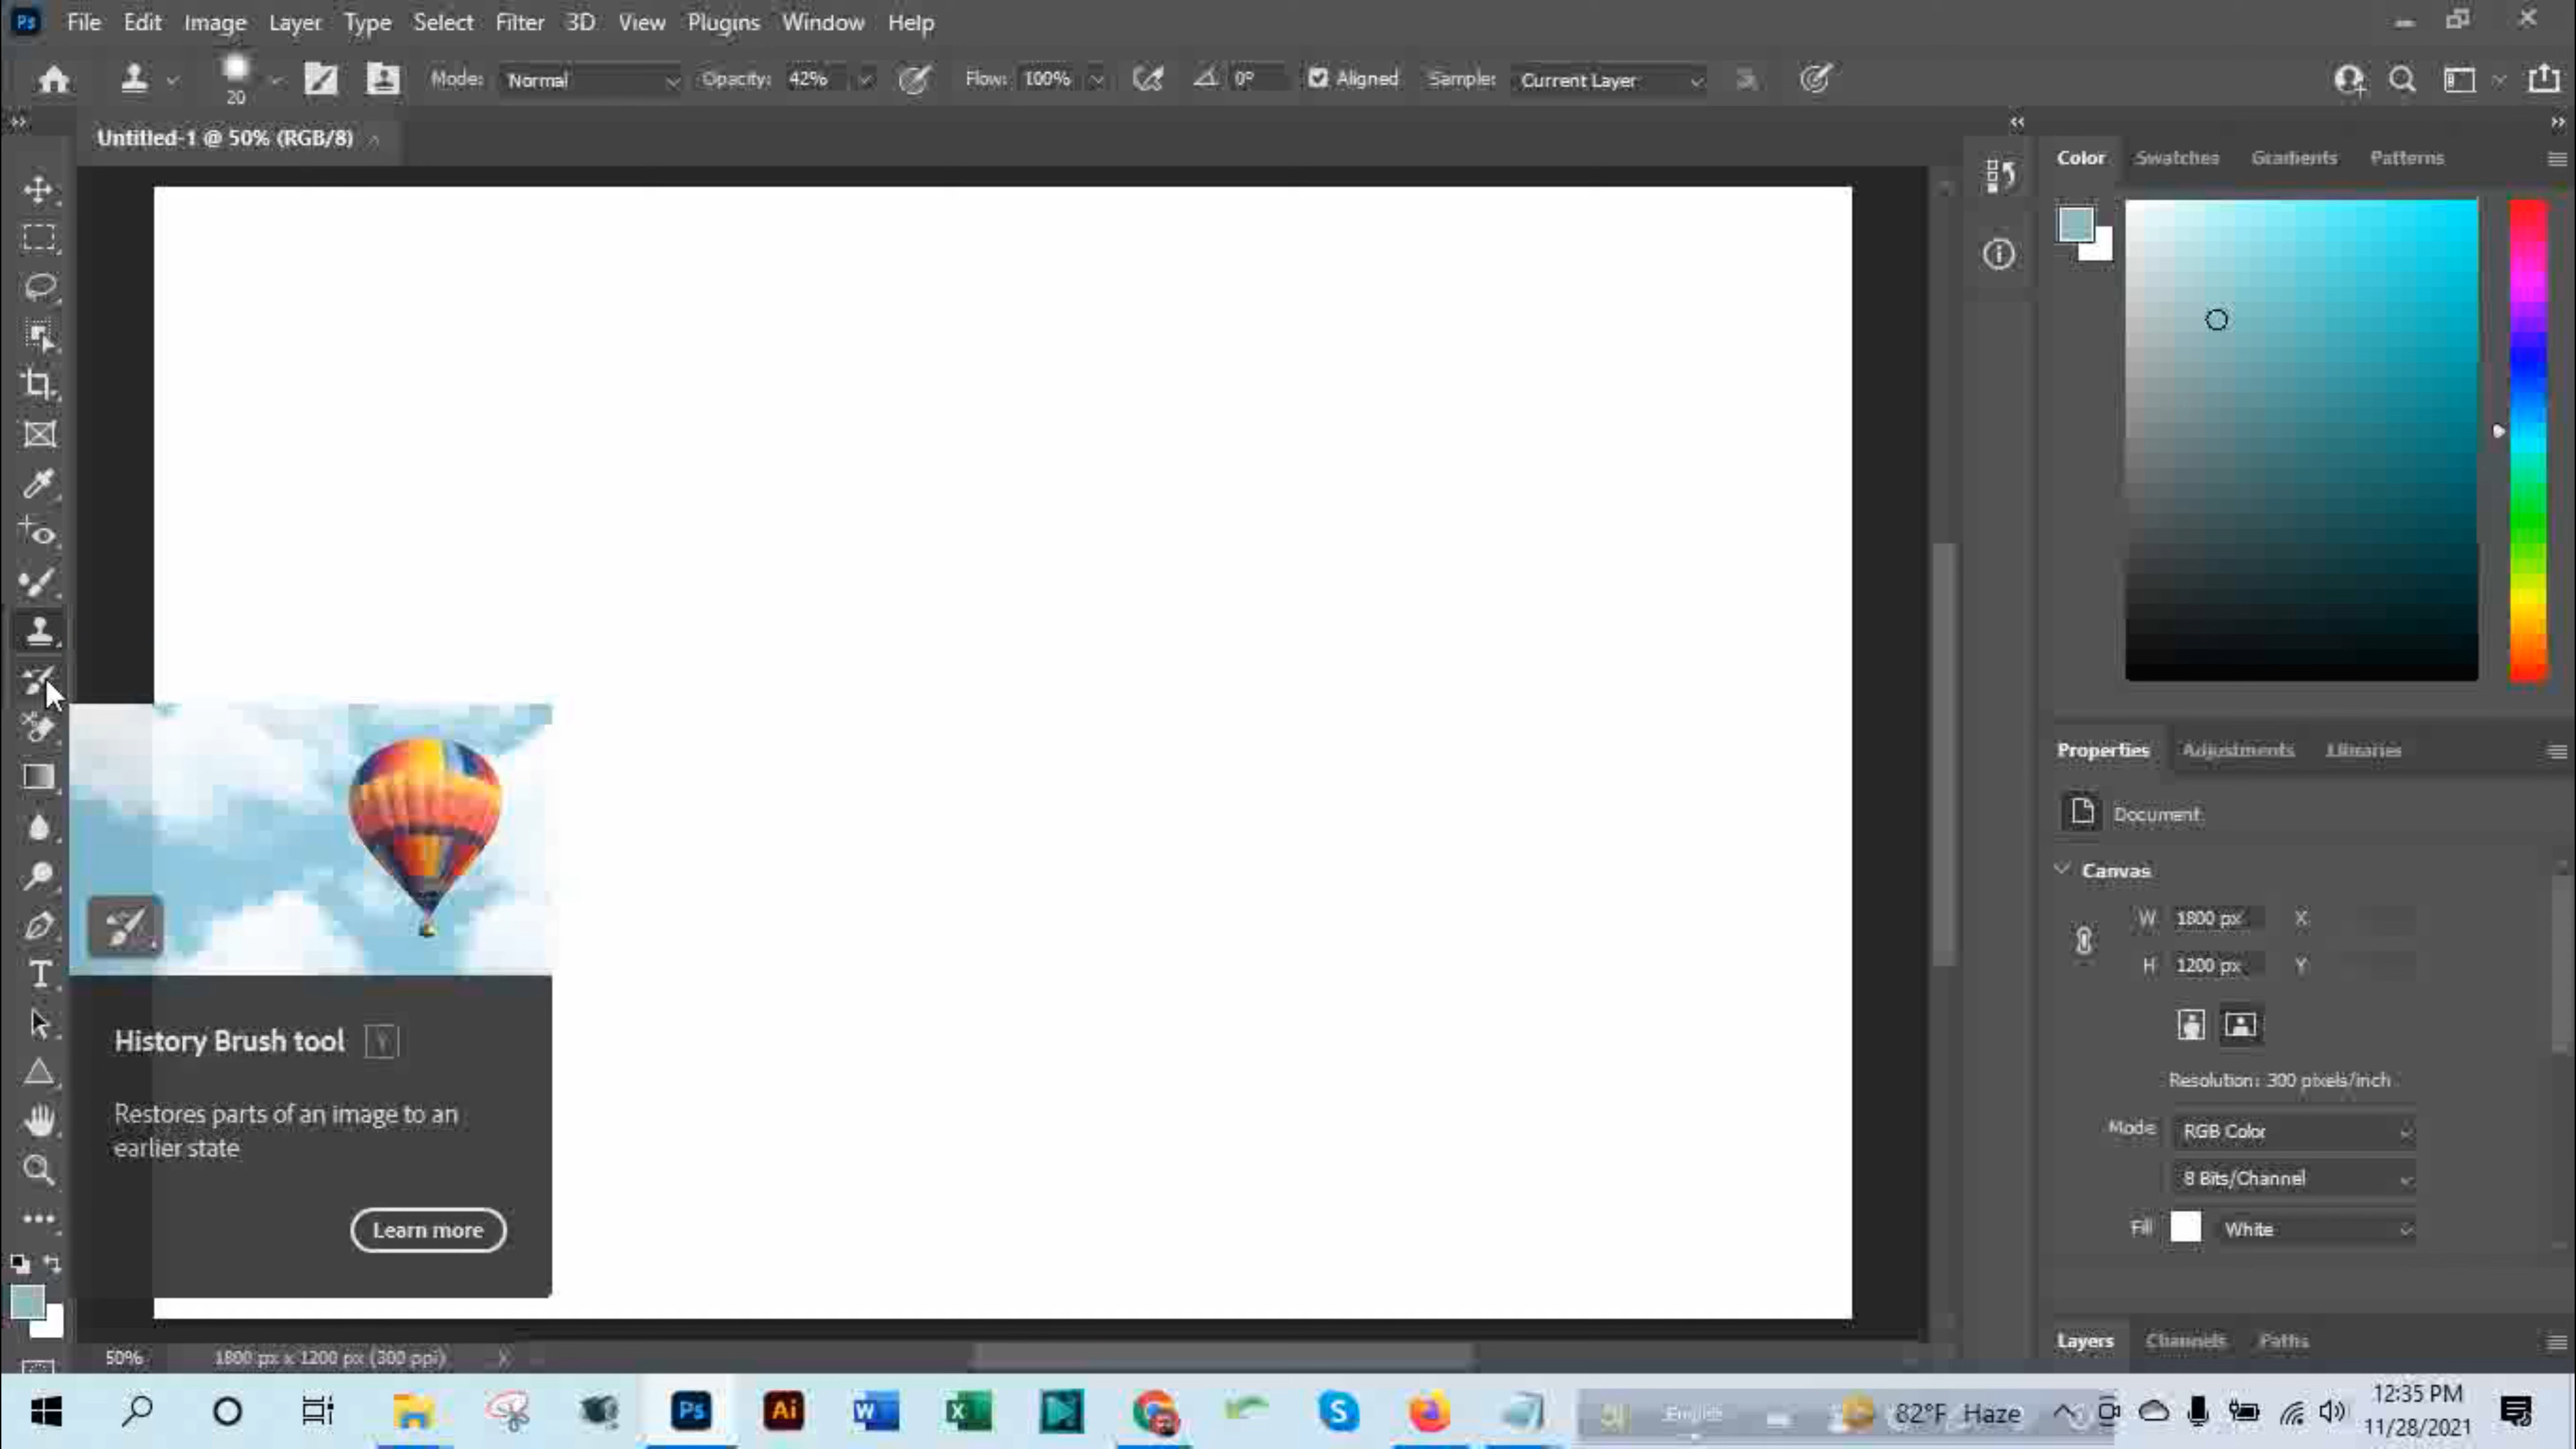 Ps File Edit Image Layer Type Select Filter 3D View Plugins Window Help
20 Mode: Normal Opacity: 42% Flow: 100% 0° Aligned Sample: Current Layer
Untitled-1 @ 50% (RGB/8)
Color Swatches Gradients Patterns
Properties Adjustments Libraries
Document
Canvas
W 1800 px X
H 1200 px Y
Resolution: 300 pixels/inch
Mode RGB Color
8 Bits/Channel
Fill White
History Brush tool Y
Restores parts of an image to an
earlier state
Learn more
Layers Channels Paths
50% 1800 px x 1200 px (300 ppi)
Ps Ai W X S English 82°F Haze 12:35 PM
11/28/2021